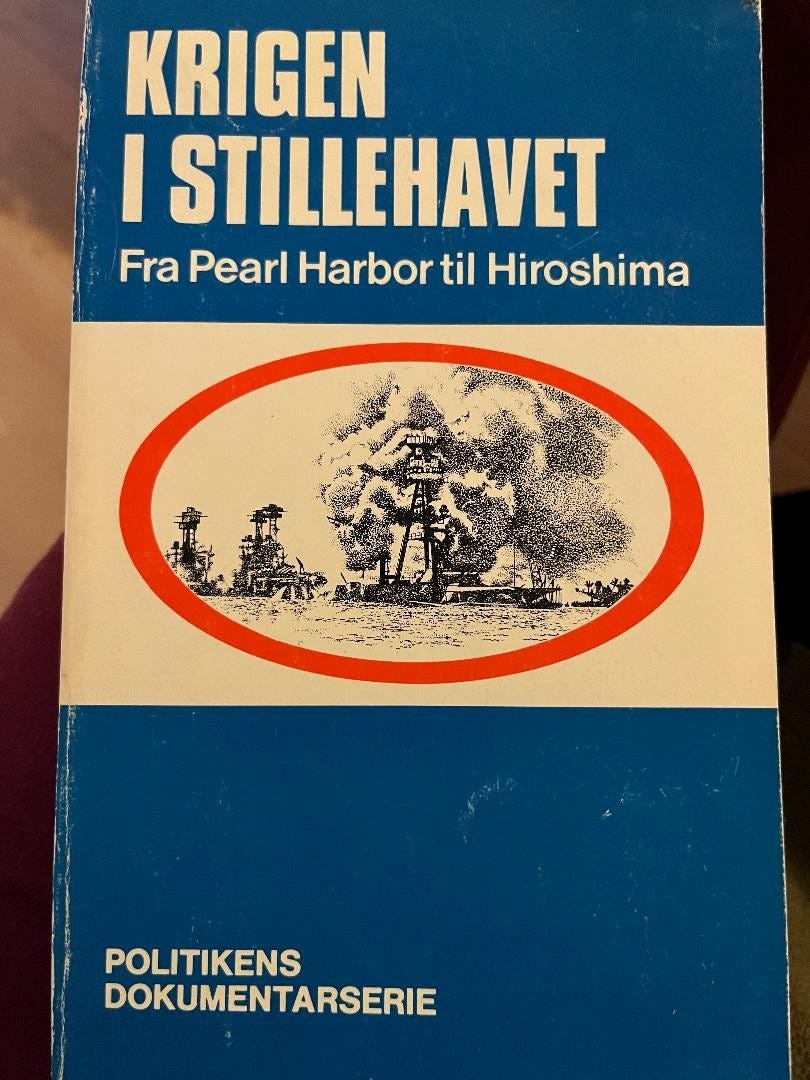 KRIGEN
I STILLEHAVET
Fra Pearl Harbor til Hiroshima
POLITIKENS
DOKUMENTARSERIE